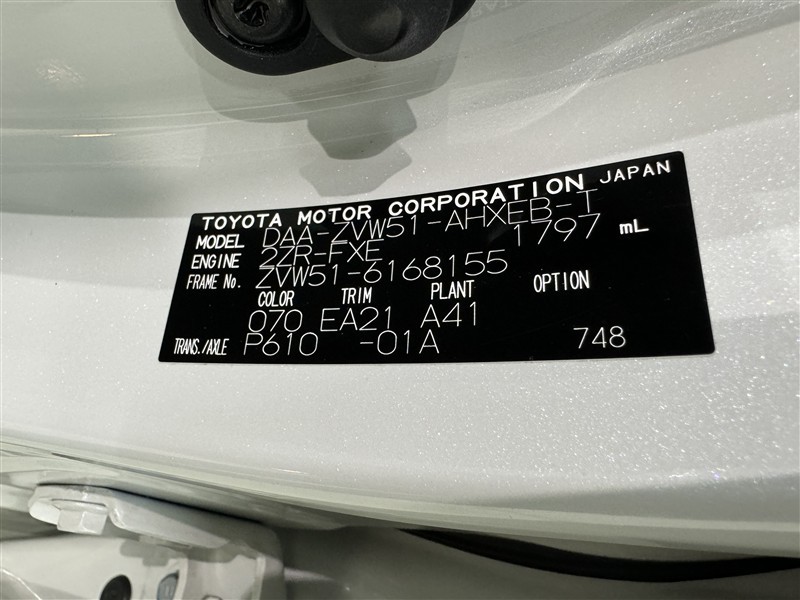 TOYOTA MOTOR CORPORATION JAPAN
MODEL DAA-ZVW51-AHXEB-T
ENGINE 2ZR-FXE 1797 mL
FRAME No. ZVW51-6168155
COLOR TRIM PLANT OPTION
070 EA21 A41
TRANS./AXLE P610 -01A 748